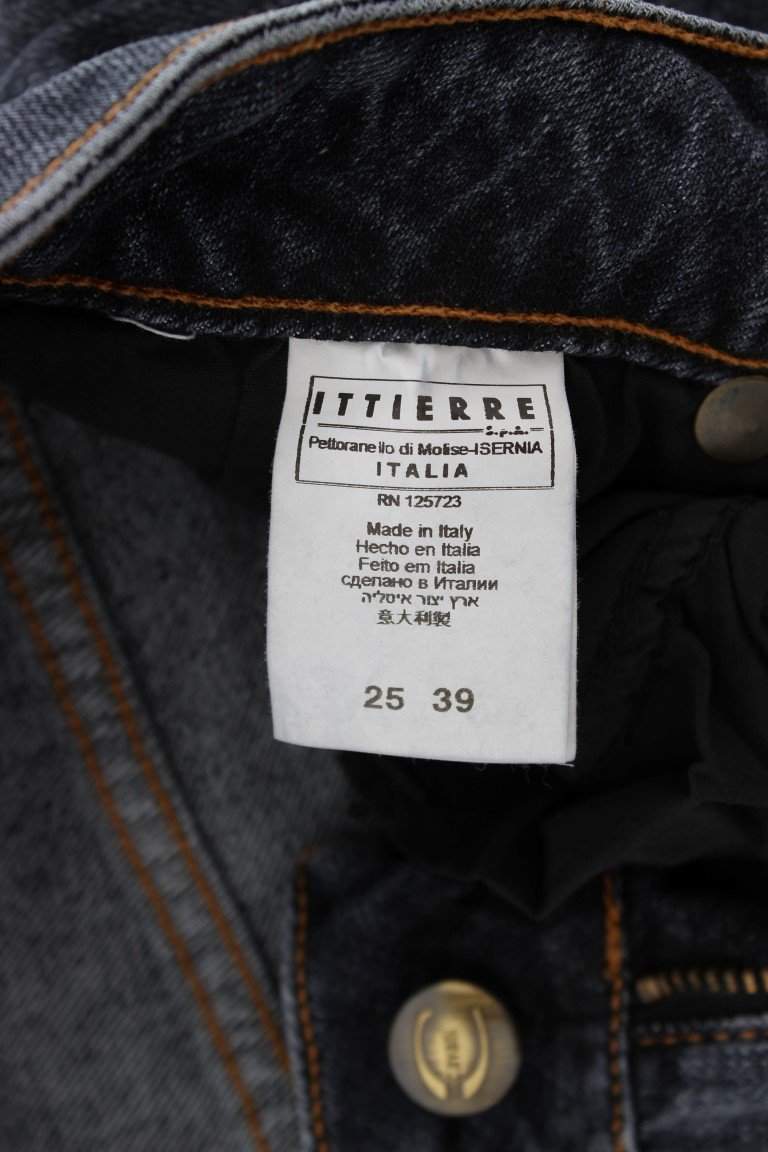 ITTIERRE
s.p.a.
Pettoranello di Molise-ISERNIA
ITALIA
RN 125723
Made in Italy
Hecho en Italia
Feito em Italia
сделано в Италии
ארץ יצור איטליה
意大利製
25 39